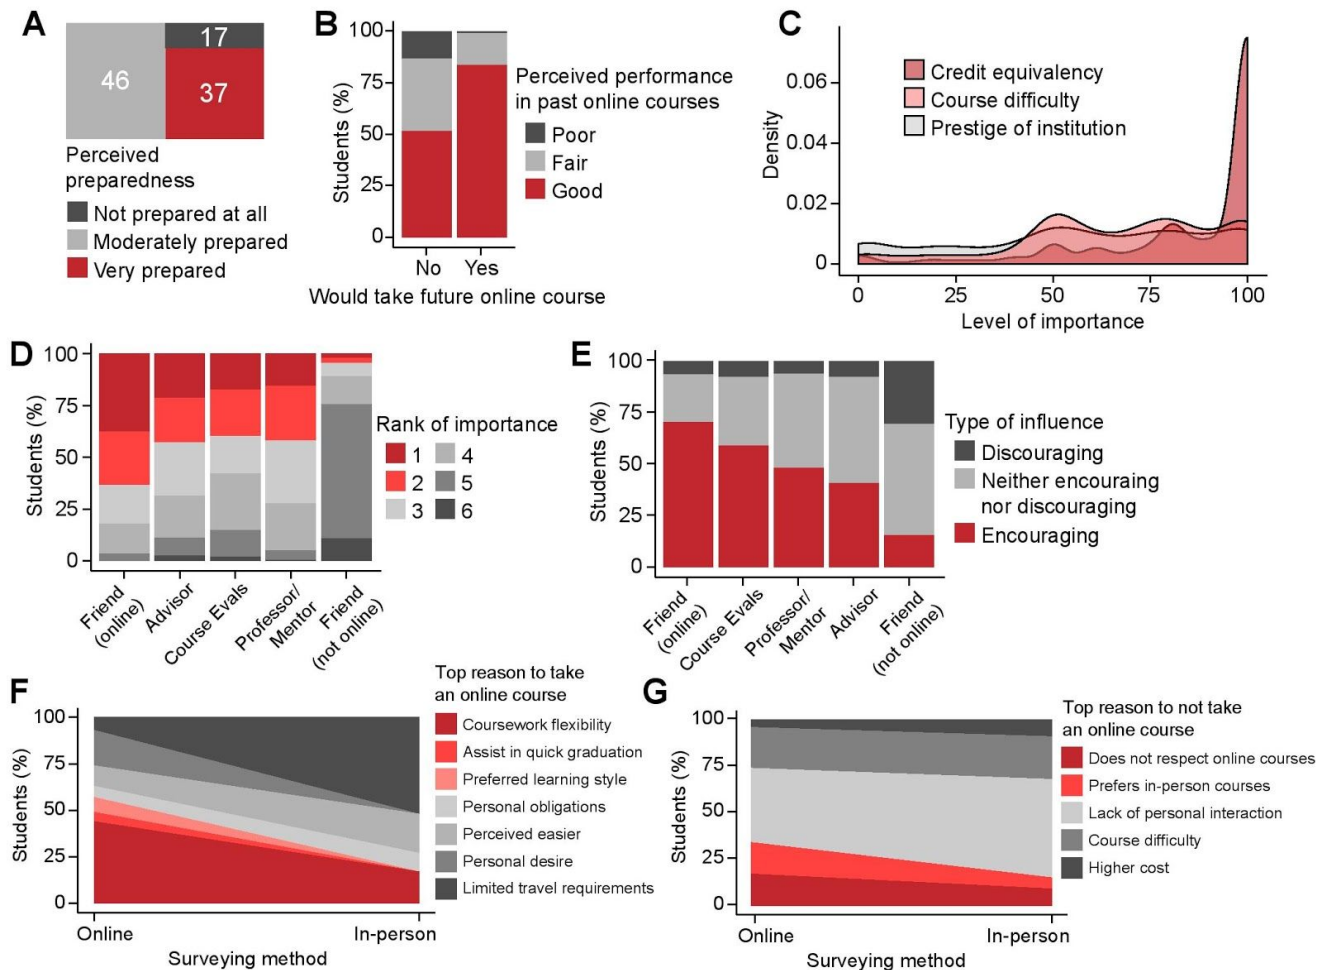 A
17
46
37
Perceived
preparedness
Not prepared at all
Moderately prepared
Very prepared
B
100
75
50
25
0
Students (%)
No Yes
Would take future online course
Perceived performance
in past online courses
Poor
Fair
Good
C
0.06
0.04
0.02
0
Density
Credit equivalency
Course difficulty
Prestige of institution
0 25 50 75 100
Level of importance
D
100
75
50
25
0
Students (%)
Friend
(online)
Advisor
Course Evals
Professor/
Mentor
Friend
(not online)
Rank of importance
1 4
2 5
3 6
E
100
75
50
25
0
Students (%)
Friend
(online)
Course Evals
Professor/
Mentor
Advisor
Friend
(not online)
Type of influence
Discouraging
Neither encouraing
nor discouraging
Encouraging
F
100
75
50
25
0
Students (%)
Online In-person
Surveying method
Top reason to take
an online course
Coursework flexibility
Assist in quick graduation
Preferred learning style
Personal obligations
Perceived easier
Personal desire
Limited travel requirements
G
100
75
50
25
0
Students (%)
Online In-person
Surveying method
Top reason to not take
an online course
Does not respect online courses
Prefers in-person courses
Lack of personal interaction
Course difficulty
Higher cost